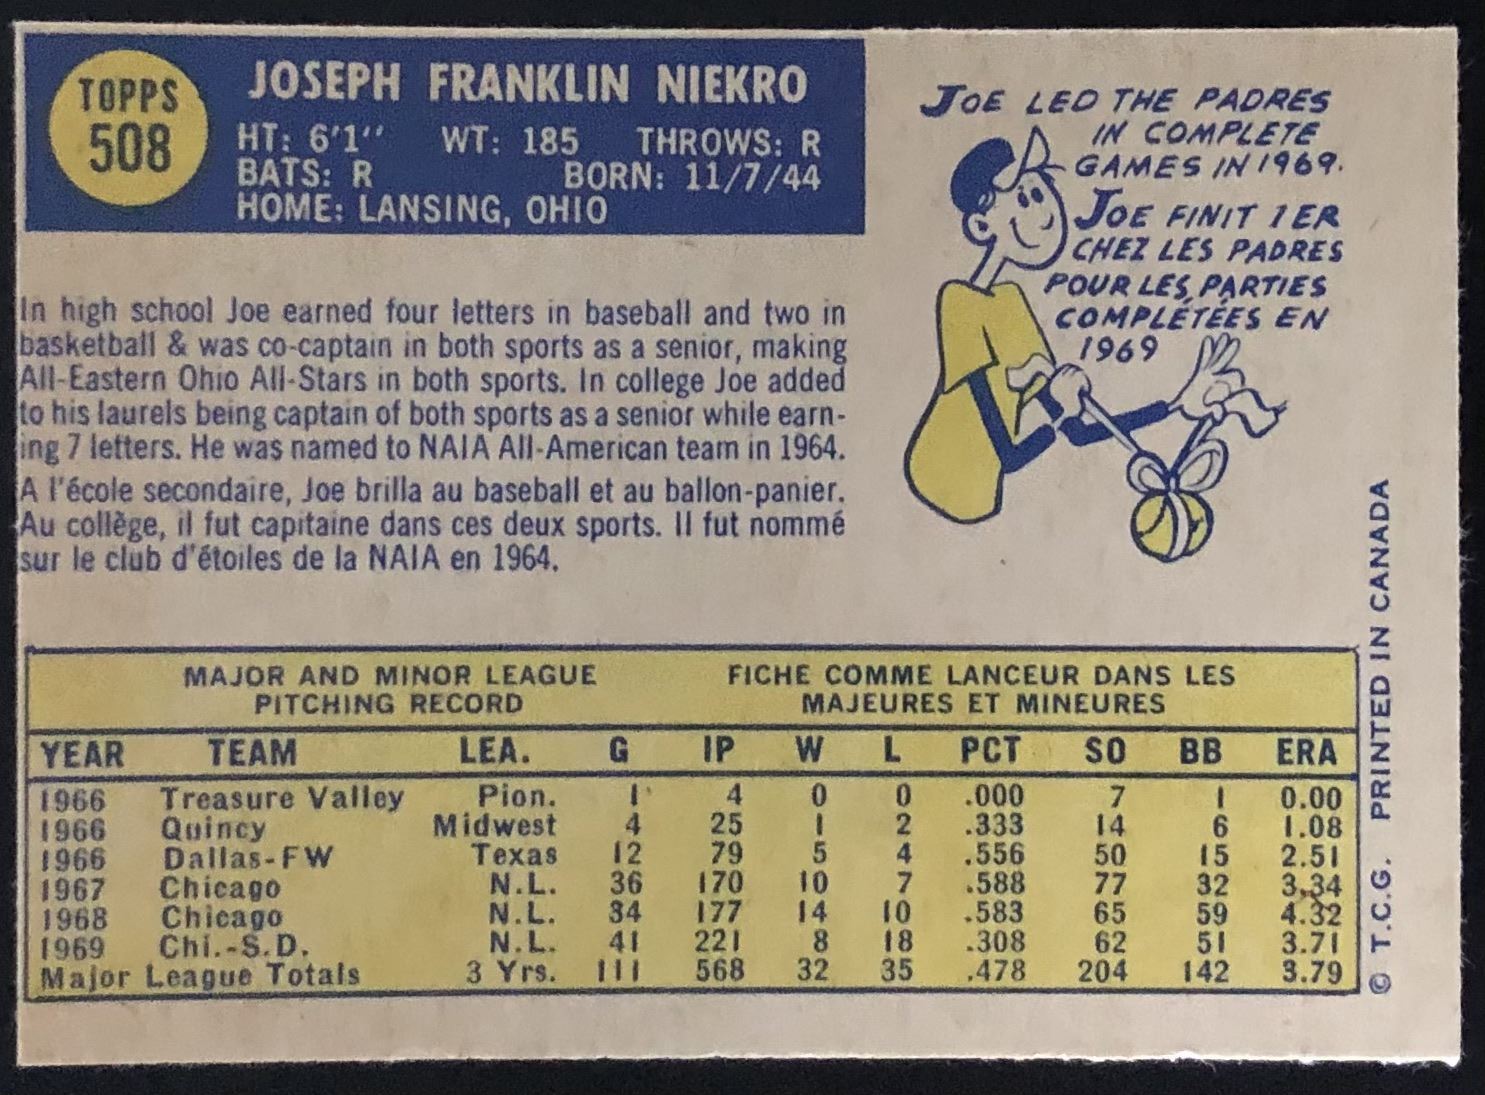 TOPPS
508
JOSEPH FRANKLIN NIEKRO
HT: 6'1" WT: 185 THROWS: R
BATS: R BORN: 11/7/44
HOME: LANSING, OHIO
In high school Joe earned four letters in baseball and two in
basketball & was co-captain in both sports as a senior, making
All-Eastern Ohio All-Stars in both sports. In college Joe added
to his laurels being captain of both sports as a senior while earn-
ing 7 letters. He was named to NAIA All-American team in 1964.
A l'école secondaire, Joe brilla au baseball et au ballon-panier.
Au collège, il fut capitaine dans ces deux sports. Il fut nommé
sur le club d'étoiles de la NAIA en 1964.
JOE LED THE PADRES
IN COMPLETE
GAMES IN 1969.
JOE FINIT 1ER
CHEZ LES PADRES
POUR LES PARTIES
COMPLÉTÉES EN
1969
MAJOR AND MINOR LEAGUE
PITCHING RECORD
FICHE COMME LANCEUR DANS LES
MAJEURES ET MINEURES
YEAR TEAM LEA. G IP W L PCT SO BB ERA
1966 Treasure Valley Pion. 1 4 0 0 .000 7 1 0.00
1966 Quincy Midwest 4 25 1 2 .333 14 6 1.08
1966 Dallas-FW Texas 12 79 5 4 .556 50 15 2.51
1967 Chicago N.L. 36 170 10 7 .588 77 32 3.34
1968 Chicago N.L. 34 177 14 10 .583 65 59 4.32
1969 Chi.-S.D. N.L. 41 221 8 18 .308 62 51 3.71
Major League Totals 3 Yrs. 111 568 32 35 .478 204 142 3.79
© T.C.G. PRINTED IN CANADA